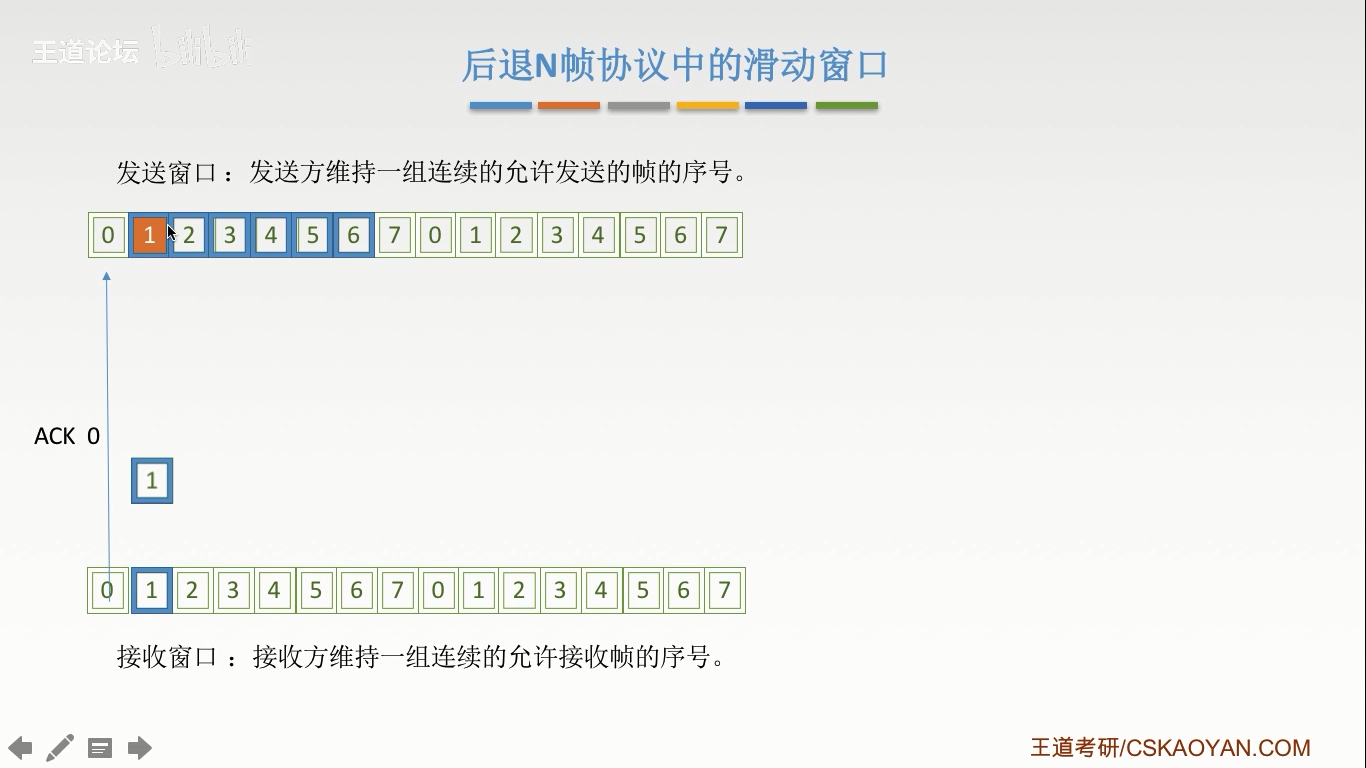 王道论坛 bilibili
后退N帧协议中的滑动窗口
发送窗口：发送方维持一组连续的允许发送的帧的序号。
0 1 2 3 4 5 6 7 0 1 2 3 4 5 6 7
ACK 0
1
0 1 2 3 4 5 6 7 0 1 2 3 4 5 6 7
接收窗口：接收方维持一组连续的允许接收帧的序号。
王道考研/CSKAOYAN.COM